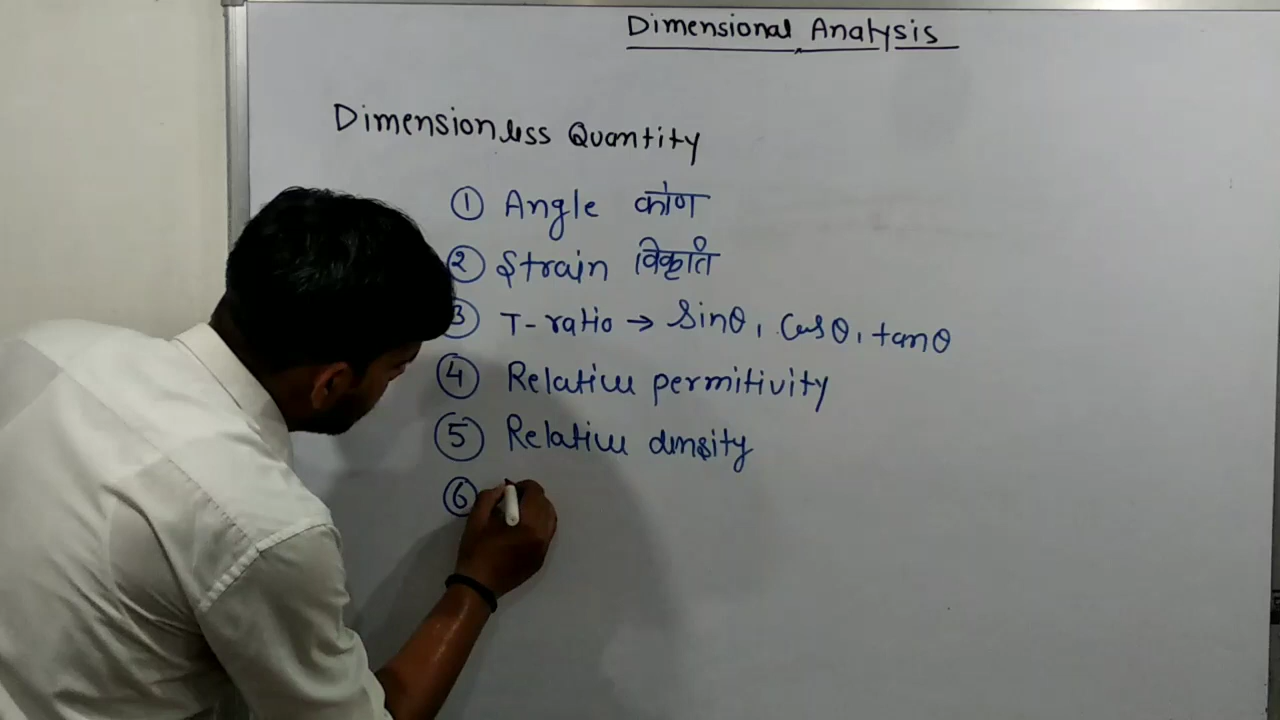 Dimensional Analysis
Dimensionless Quantity
① Angle कोण
② Strain विकृति
③ T-ratio → Sinθ, Cosθ, tanθ
④ Relative permitivity
⑤ Relative density
⑥